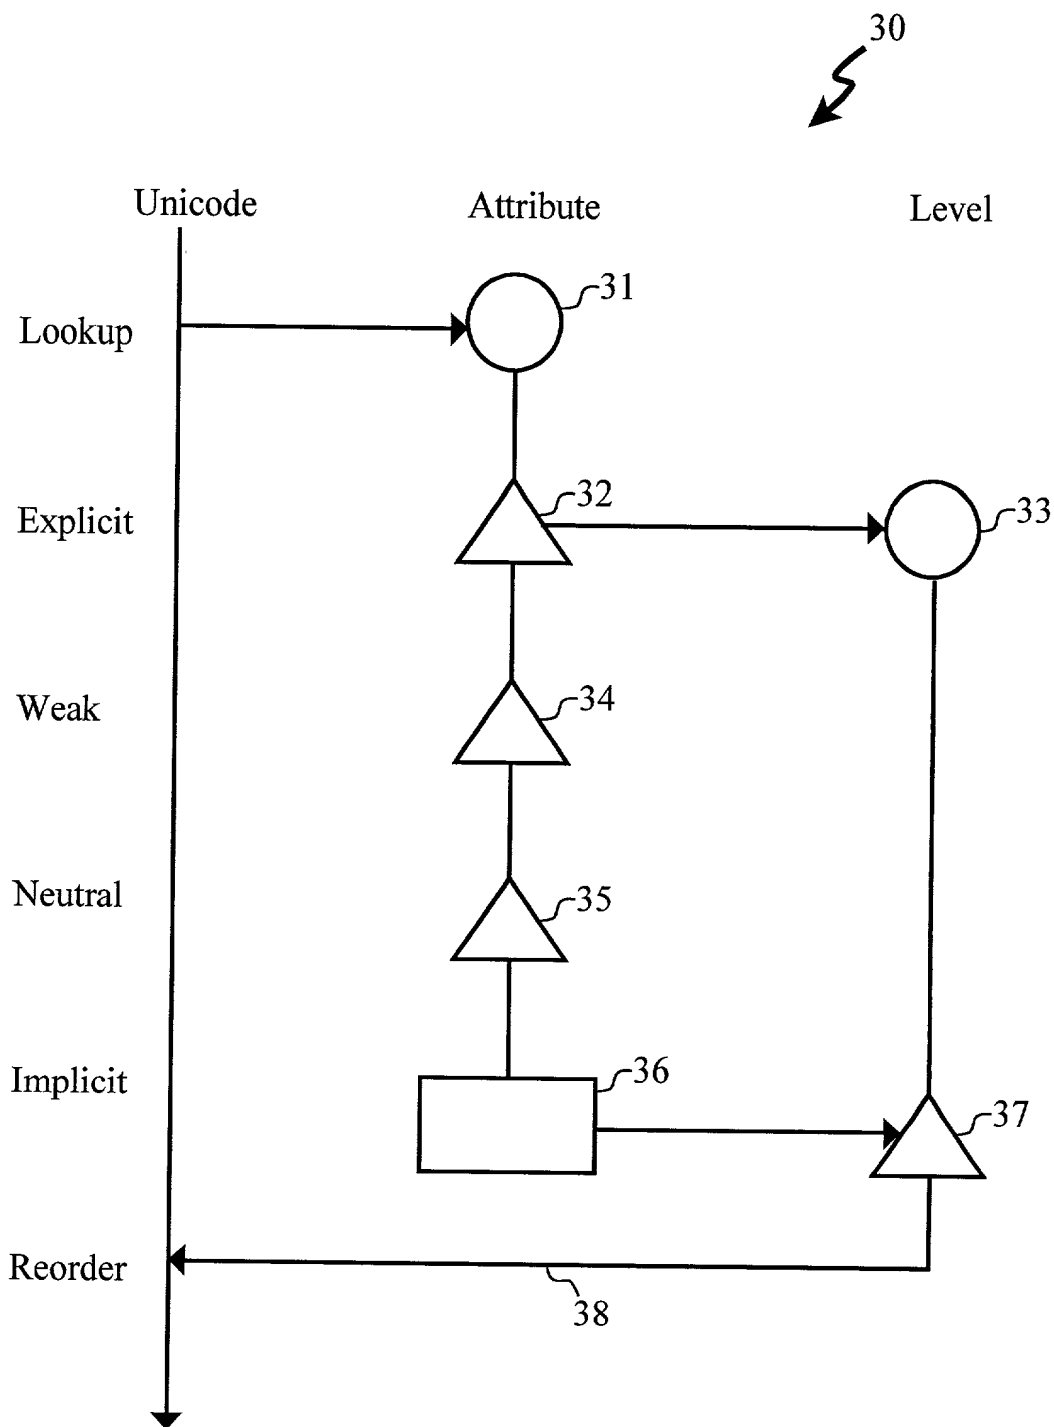 30
Unicode Attribute Level
Lookup 31
Explicit 32 33
Weak 34
Neutral 35
Implicit 36 37
Reorder 38